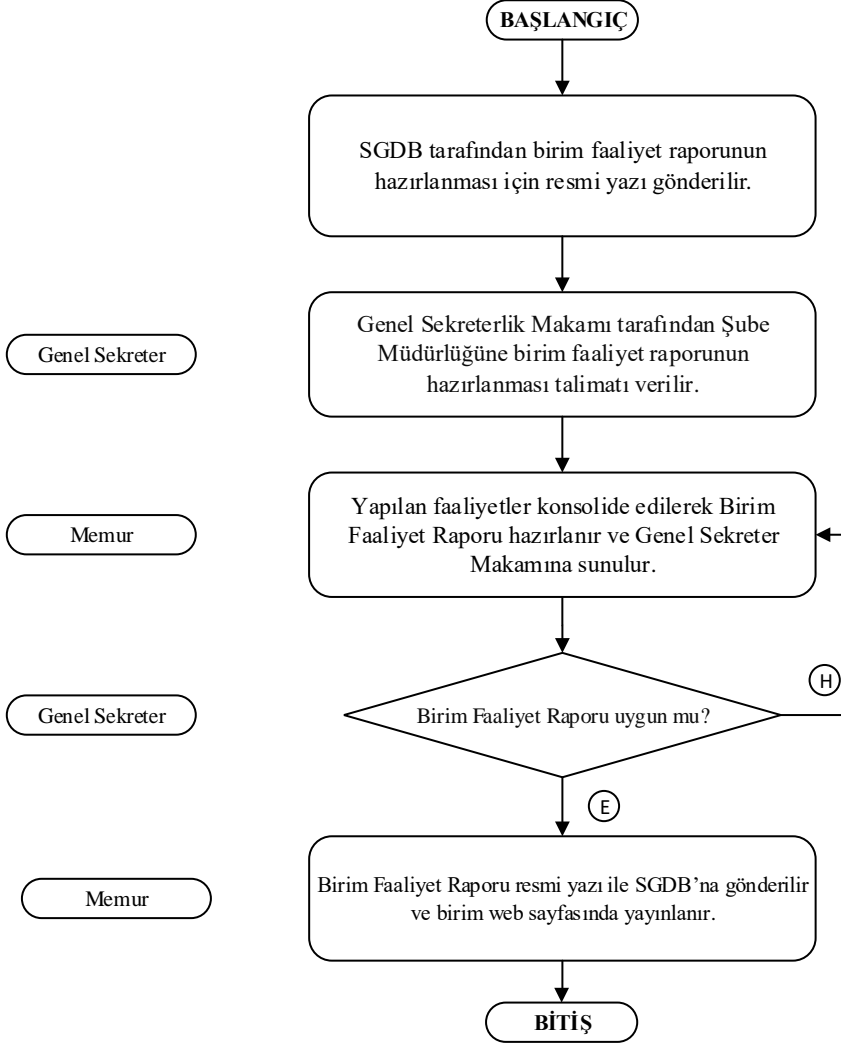 BAŞLANGIÇ
SGDB tarafından birim faaliyet raporunun
hazırlanması için resmi yazı gönderilir.
Genel Sekreter
Genel Sekreterlik Makamı tarafından Şube
Müdürlüğüne birim faaliyet raporunun
hazırlanması talimatı verilir.
Memur
Yapılan faaliyetler konsolide edilerek Birim
Faaliyet Raporu hazırlanır ve Genel Sekreter
Makamına sunulur.
Genel Sekreter
Birim Faaliyet Raporu uygun mu?
H
E
Memur
Birim Faaliyet Raporu resmi yazı ile SGDB’na gönderilir
ve birim web sayfasında yayınlanır.
BİTİŞ